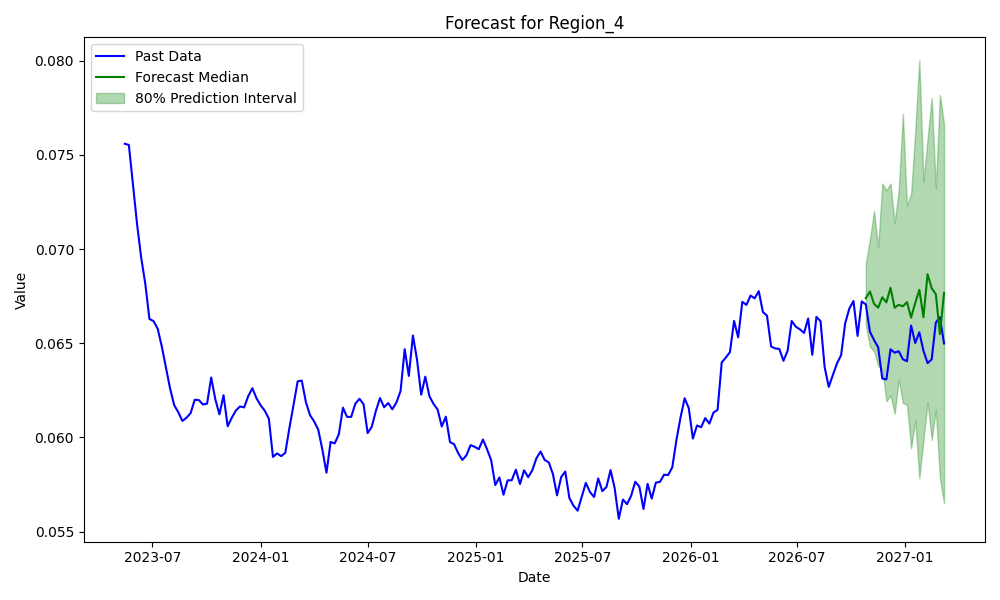 Forecast for Region_4
Past Data
Forecast Median
80% Prediction Interval
Value
0.080
0.075
0.070
0.065
0.060
0.055
2023-07
2024-01
2024-07
2025-01
2025-07
2026-01
2026-07
2027-01
Date